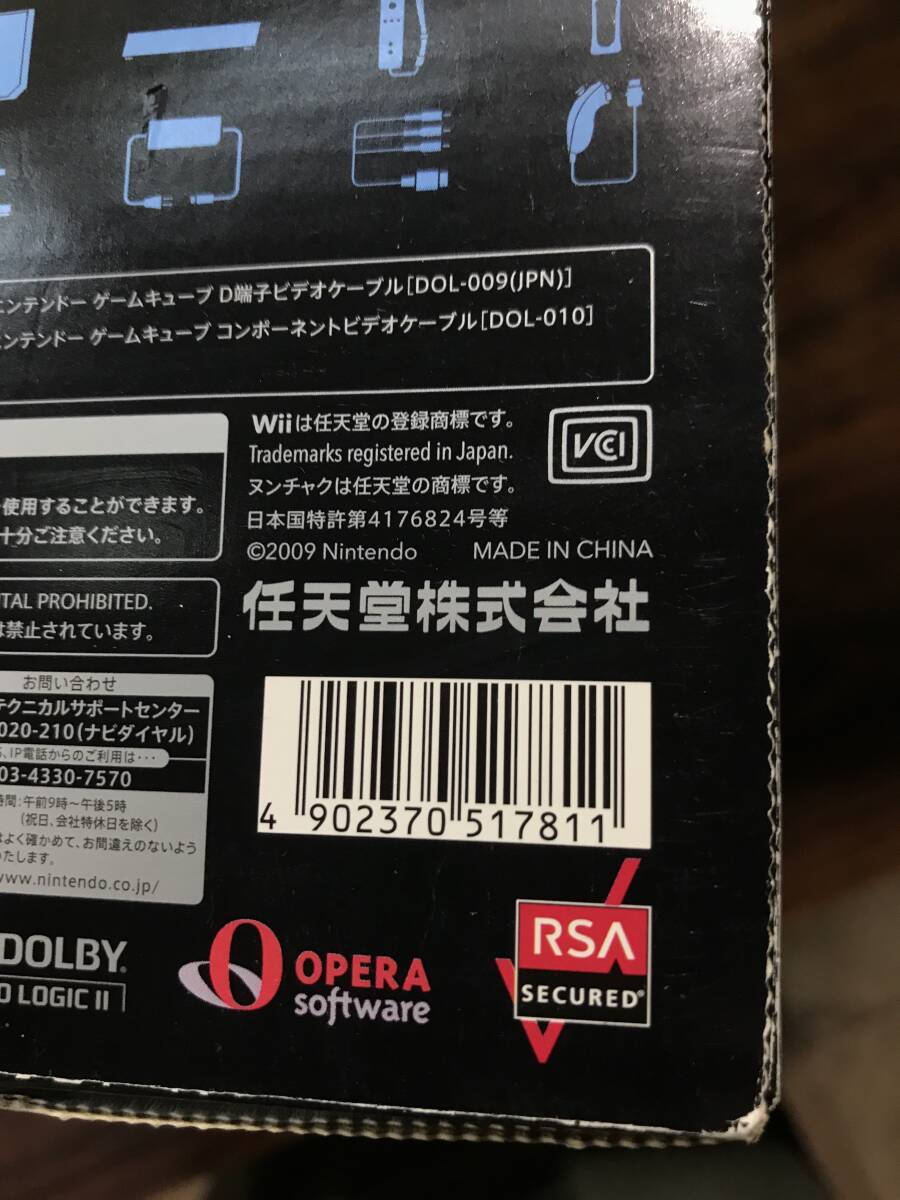 ニンテンドー ゲームキューブ D端子ビデオケーブル[DOL-009(JPN)]
ンテンドー ゲームキューブ コンポーネントビデオケーブル[DOL-010]
Wiiは任天堂の登録商標です。
Trademarks registered in Japan.
ヌンチャクは任天堂の商標です。
日本国特許第4176824号等
©2009 Nintendo MADE IN CHINA
VCCI
任天堂株式会社
使用することができます。
十分ご注意ください。
TAL PROHIBITED.
は禁止されています。
お問い合わせ
テクニカルサポートセンター
020-210(ナビダイヤル)
、IP電話からのご利用は・・・
03-4330-7570
時間:午前9時～午後5時
(祝日、会社特休日を除く)
はよく確かめて、お間違えのないよう
いたします。
www.nintendo.co.jp/
4 902370 517811
DOLBY®
O LOGIC II
OPERA
software
RSA
SECURED®